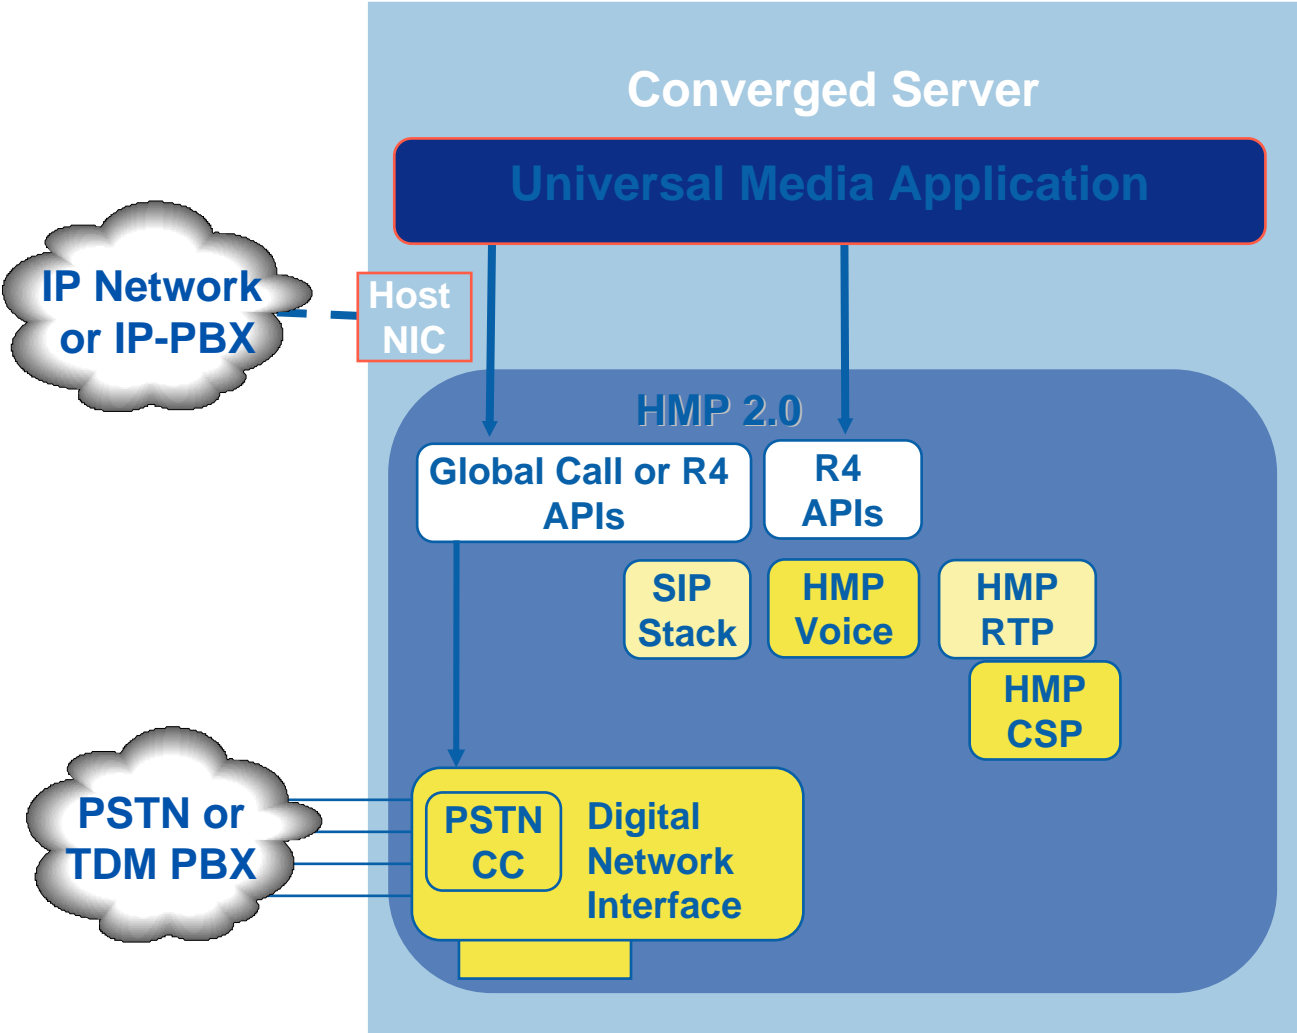 Converged Server
Universal Media Application
IP Network
or IP-PBX
Host
NIC
HMP 2.0
Global Call or R4
APIs
R4
APIs
SIP
Stack
HMP
Voice
HMP
RTP
HMP
CSP
PSTN or
TDM PBX
PSTN
CC
Digital
Network
Interface